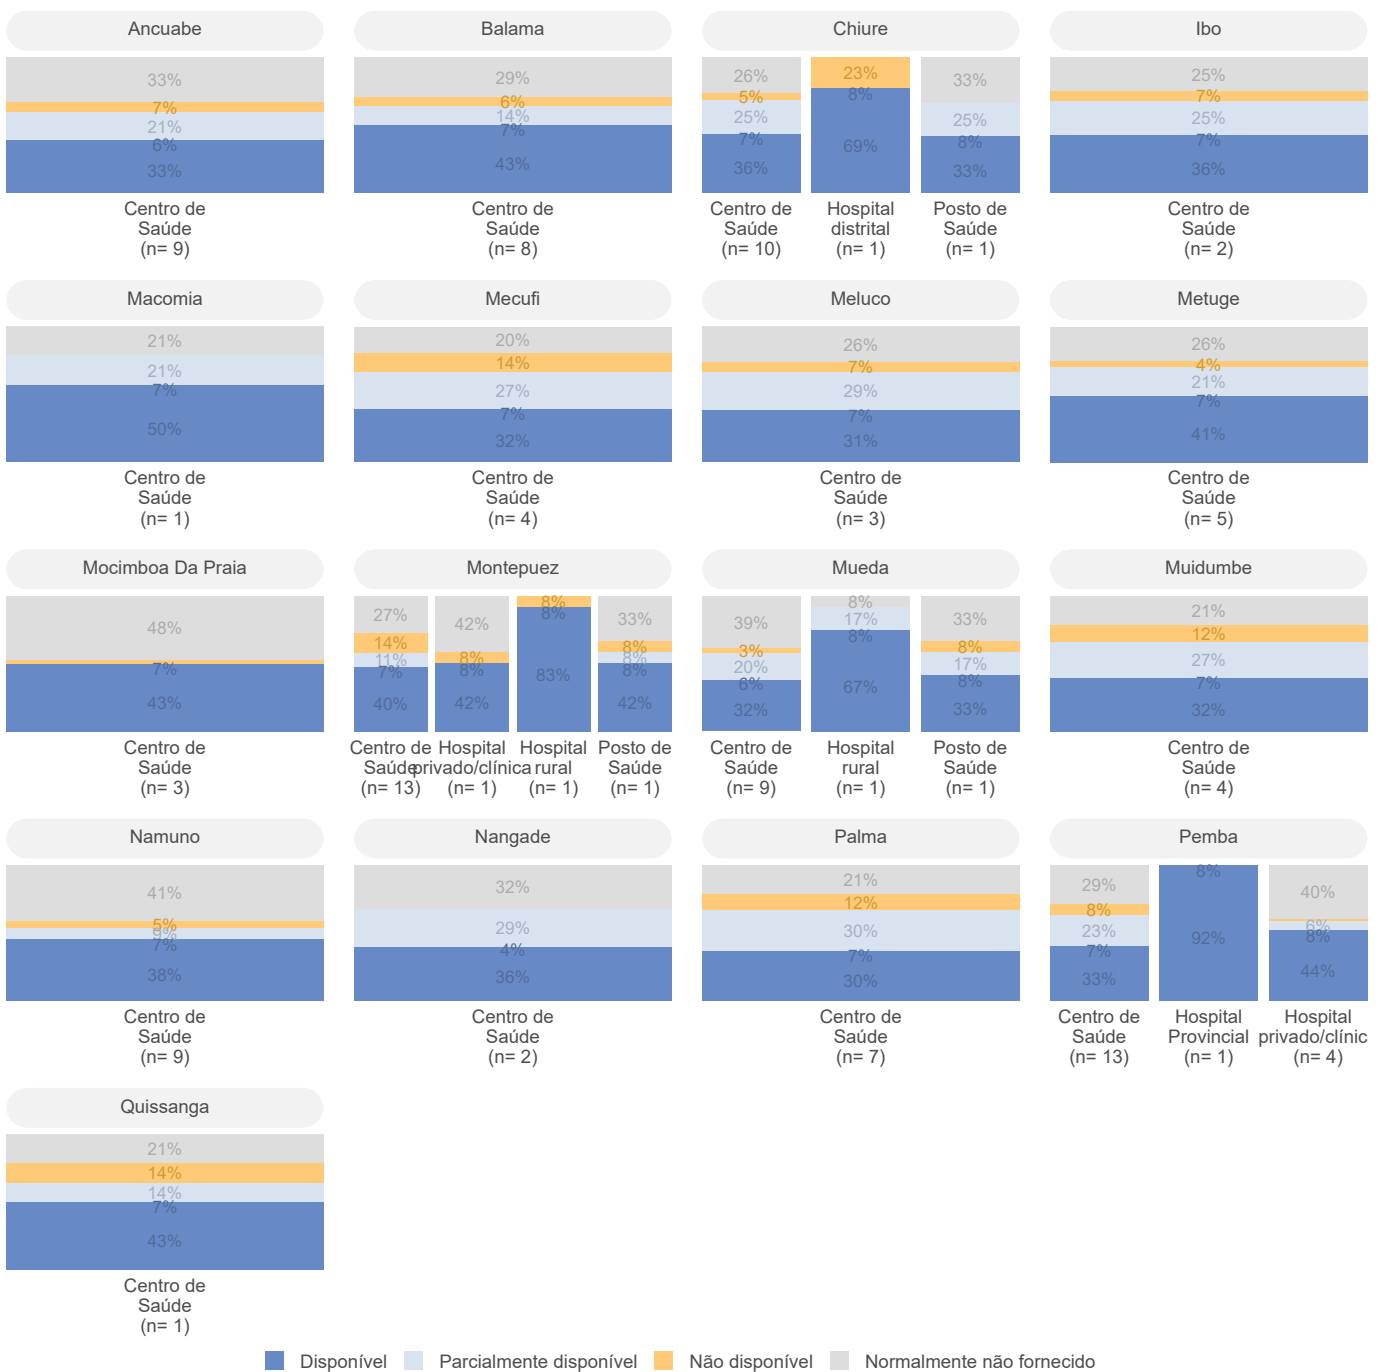 Ancuabe
33%
7%
21%
6%
33%
Centro de
Saúde
(n= 9)
Balama
29%
6%
14%
7%
43%
Centro de
Saúde
(n= 8)
Chiure
26%
5%
25%
7%
36%
Centro de
Saúde
(n= 10)
23%
8%
69%
Hospital
distrital
(n= 1)
33%
25%
8%
33%
Posto de
Saúde
(n= 1)
Ibo
25%
7%
25%
7%
36%
Centro de
Saúde
(n= 2)
Macomia
21%
21%
7%
50%
Centro de
Saúde
(n= 1)
Mecufi
20%
14%
27%
7%
32%
Centro de
Saúde
(n= 4)
Meluco
26%
7%
29%
7%
31%
Centro de
Saúde
(n= 3)
Metuge
26%
4%
21%
7%
41%
Centro de
Saúde
(n= 5)
Mocimboa Da Praia
48%
7%
43%
Centro de
Saúde
(n= 3)
Montepuez
27%
14%
11%
7%
40%
Centro de
Saúde
(n= 13)
42%
8%
8%
42%
Hospital
privado/clínica
(n= 1)
8%
8%
83%
Hospital
rural
(n= 1)
33%
8%
8%
8%
42%
Posto de
Saúde
(n= 1)
Mueda
39%
3%
20%
6%
32%
Centro de
Saúde
(n= 9)
8%
17%
8%
67%
Hospital
rural
(n= 1)
33%
8%
17%
8%
33%
Posto de
Saúde
(n= 1)
Muidumbe
21%
12%
27%
7%
32%
Centro de
Saúde
(n= 4)
Namuno
41%
5%
9%
7%
38%
Centro de
Saúde
(n= 9)
Nangade
32%
29%
4%
36%
Centro de
Saúde
(n= 2)
Palma
21%
12%
30%
7%
30%
Centro de
Saúde
(n= 7)
Pemba
29%
8%
23%
7%
33%
Centro de
Saúde
(n= 13)
8%
92%
Hospital
Provincial
(n= 1)
40%
6%
8%
44%
Hospital
privado/clínic
(n= 4)
Quissanga
21%
14%
14%
7%
43%
Centro de
Saúde
(n= 1)
Disponível Parcialmente disponível Não disponível Normalmente não fornecido